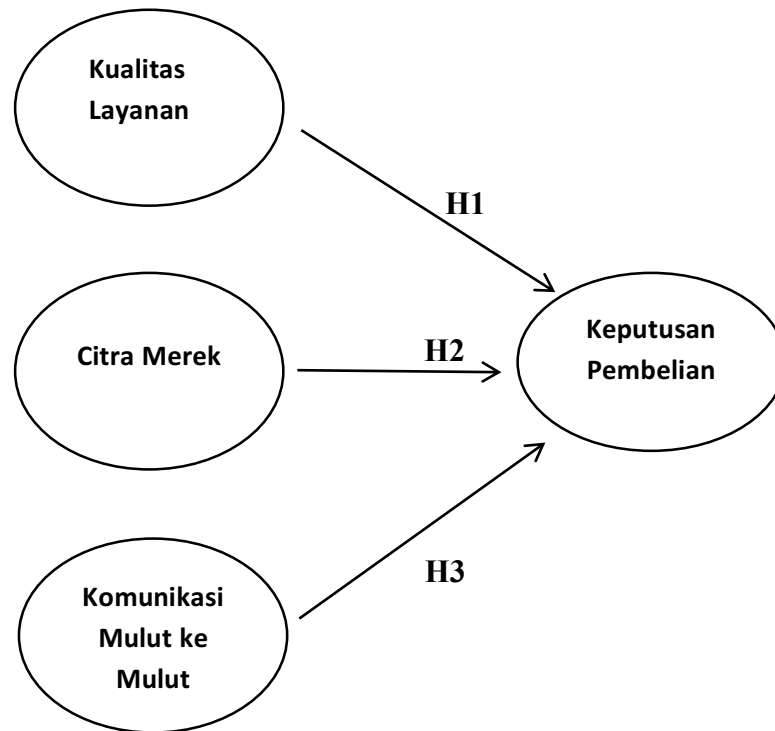 Kualitas
Layanan
H1
Citra Merek
H2
Keputusan
Pembelian
H3
Komunikasi
Mulut ke
Mulut